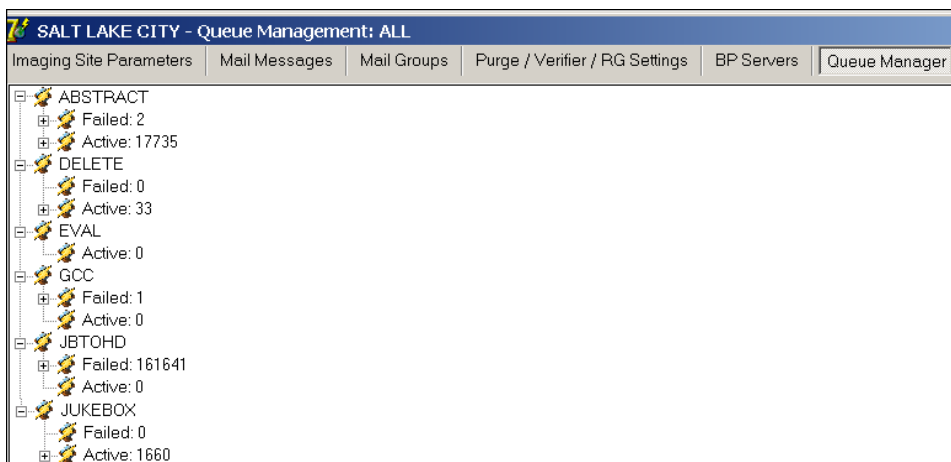 SALT LAKE CITY - Queue Management: ALL
Imaging Site Parameters Mail Messages Mail Groups Purge / Verifier / RG Settings BP Servers Queue Manager
ABSTRACT
Failed: 2
Active: 17735
DELETE
Failed: 0
Active: 33
EVAL
Active: 0
GCC
Failed: 1
Active: 0
JBTOHD
Failed: 161641
Active: 0
JUKEBOX
Failed: 0
Active: 1660